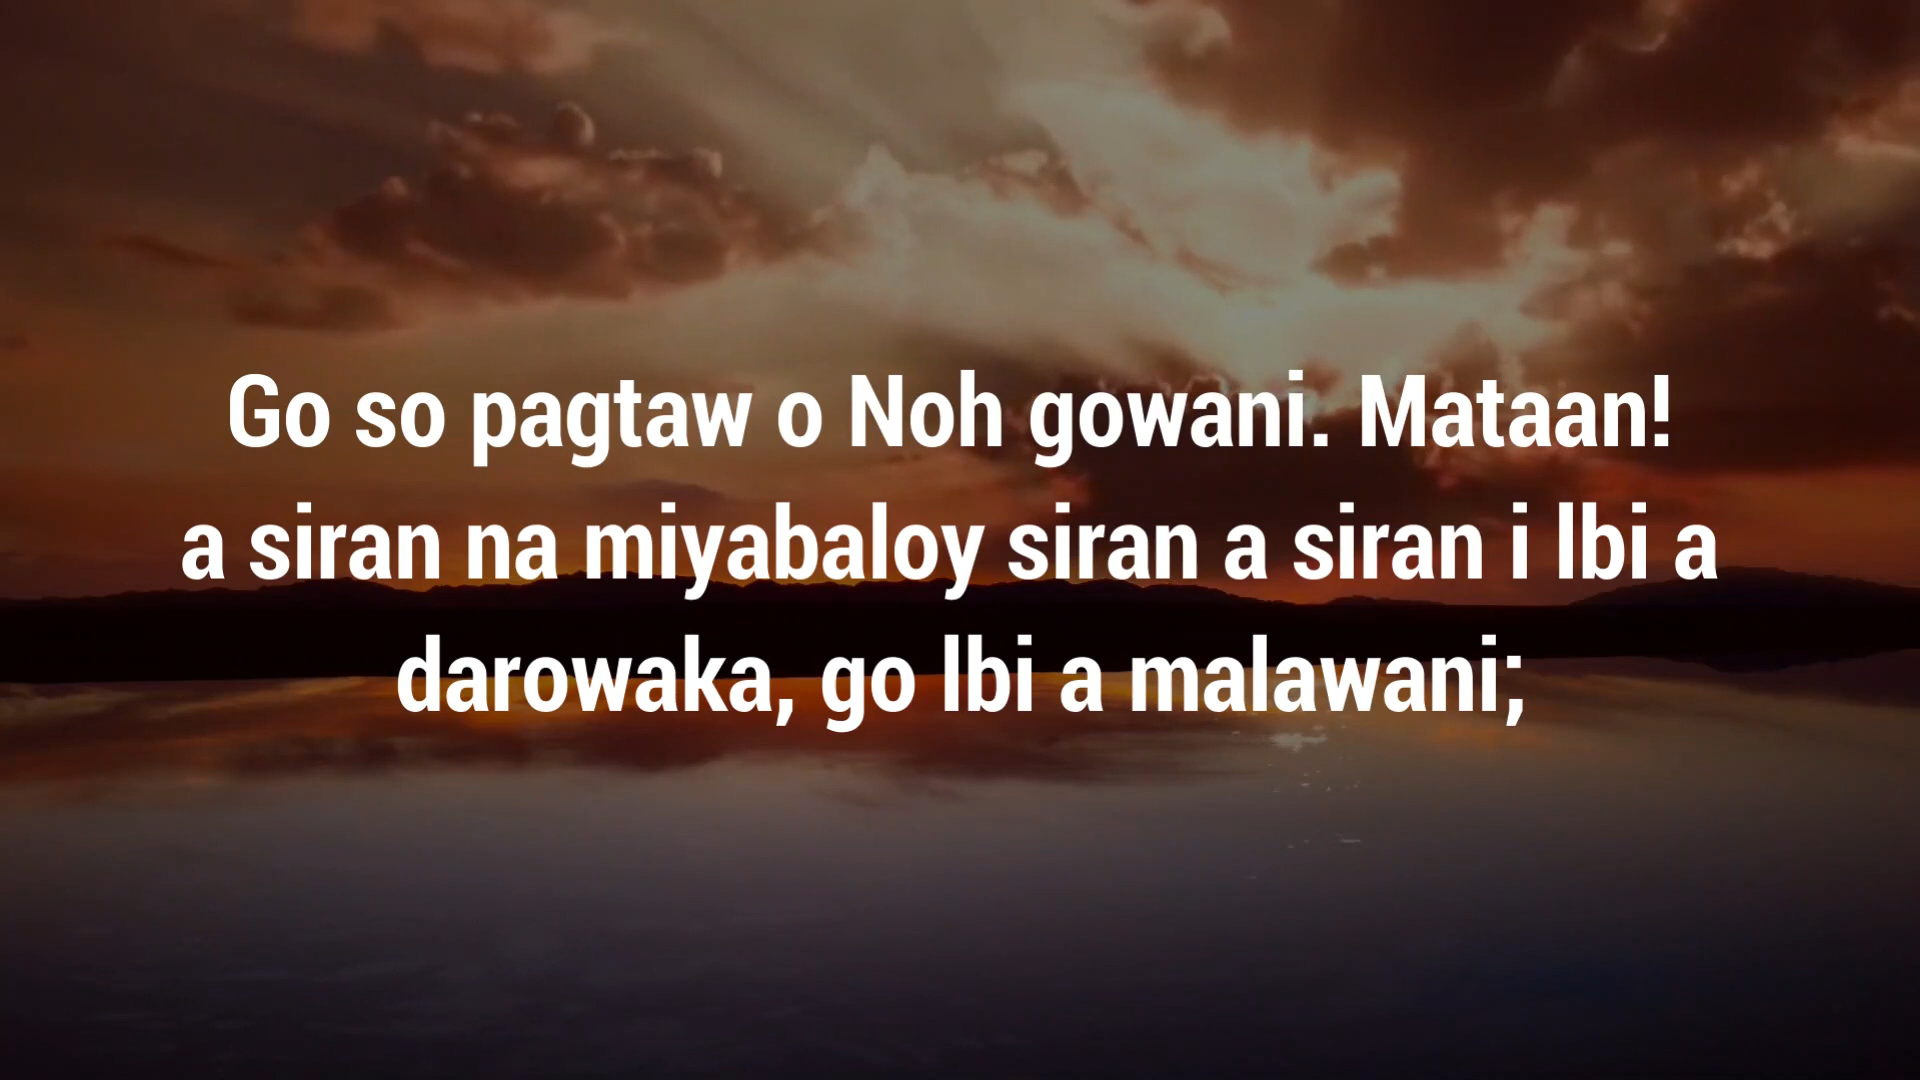 Go so pagtaw o Noh gowani. Mataan!
a siran na miyabaloy siran a siran i lbi a
darowaka, go lbi a malawani;